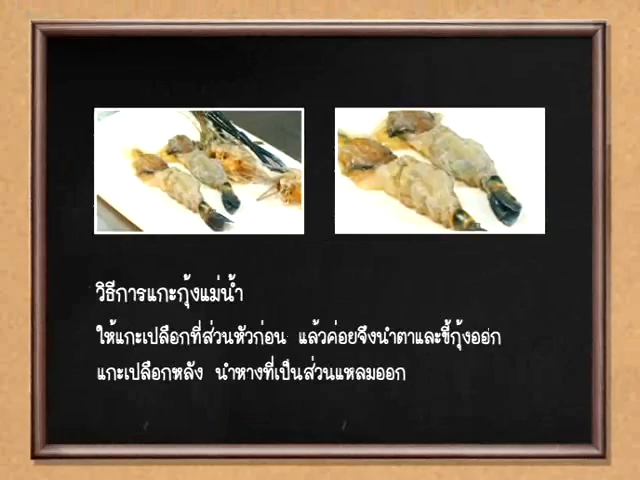 วิธีการแกะกุ้งแม่น้ำ
ให้แกะเปลือกที่ส่วนหัวก่อน แล้วค่อยจึงนำตาและขี้กุ้งออก
แกะเปลือกหลัง นำหางที่เป็นส่วนแหลมออก